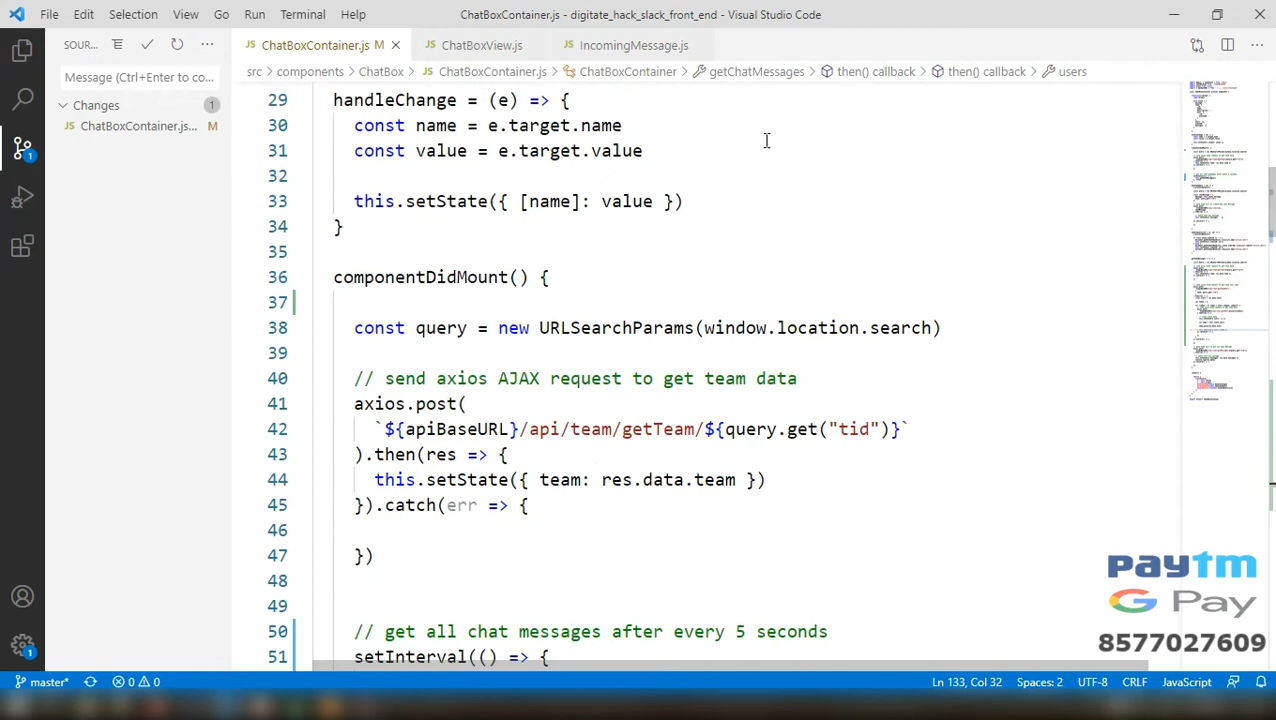 File Edit Selection View Go Run Terminal Help ChatBoxContainer.js - digitate_hack_slack_front_end - Visual Studio Code
SOUR...
ChatBoxContainer.js M
ChatBoxView.js
IncomingMessage.js
Message (Ctrl+Enter to co...
Changes 1
ChatBoxContainer.js... M
src > components > ChatBox > ChatBoxContainer.js > ChatBoxContainer > getChatMessages > then() callback > then() callback > users
29 handleChange = => {
30 const name = e.target.name
31 const value = .target.value
32
33 this.setState [name]: value })
34 }
35
36 componentDidMou {
37
38 const query = new URLSearchParams(window.location.search)
39
40 // send axios AJAX request to get team data
41 axios.post(
42 `${apiBaseURL}/api/team/getTeam/${query.get("tid")}`
43 ).then(res => {
44 this.setState({ team: res.data.team })
45 }).catch(err => {
46
47 })
48
49
50 // get all chat messages after every 5 seconds
51 setInterval(() => {
paytm
G Pay
8577027609
1
1
master* 0 0 Ln 133, Col 32 Spaces: 2 UTF-8 CRLF JavaScript